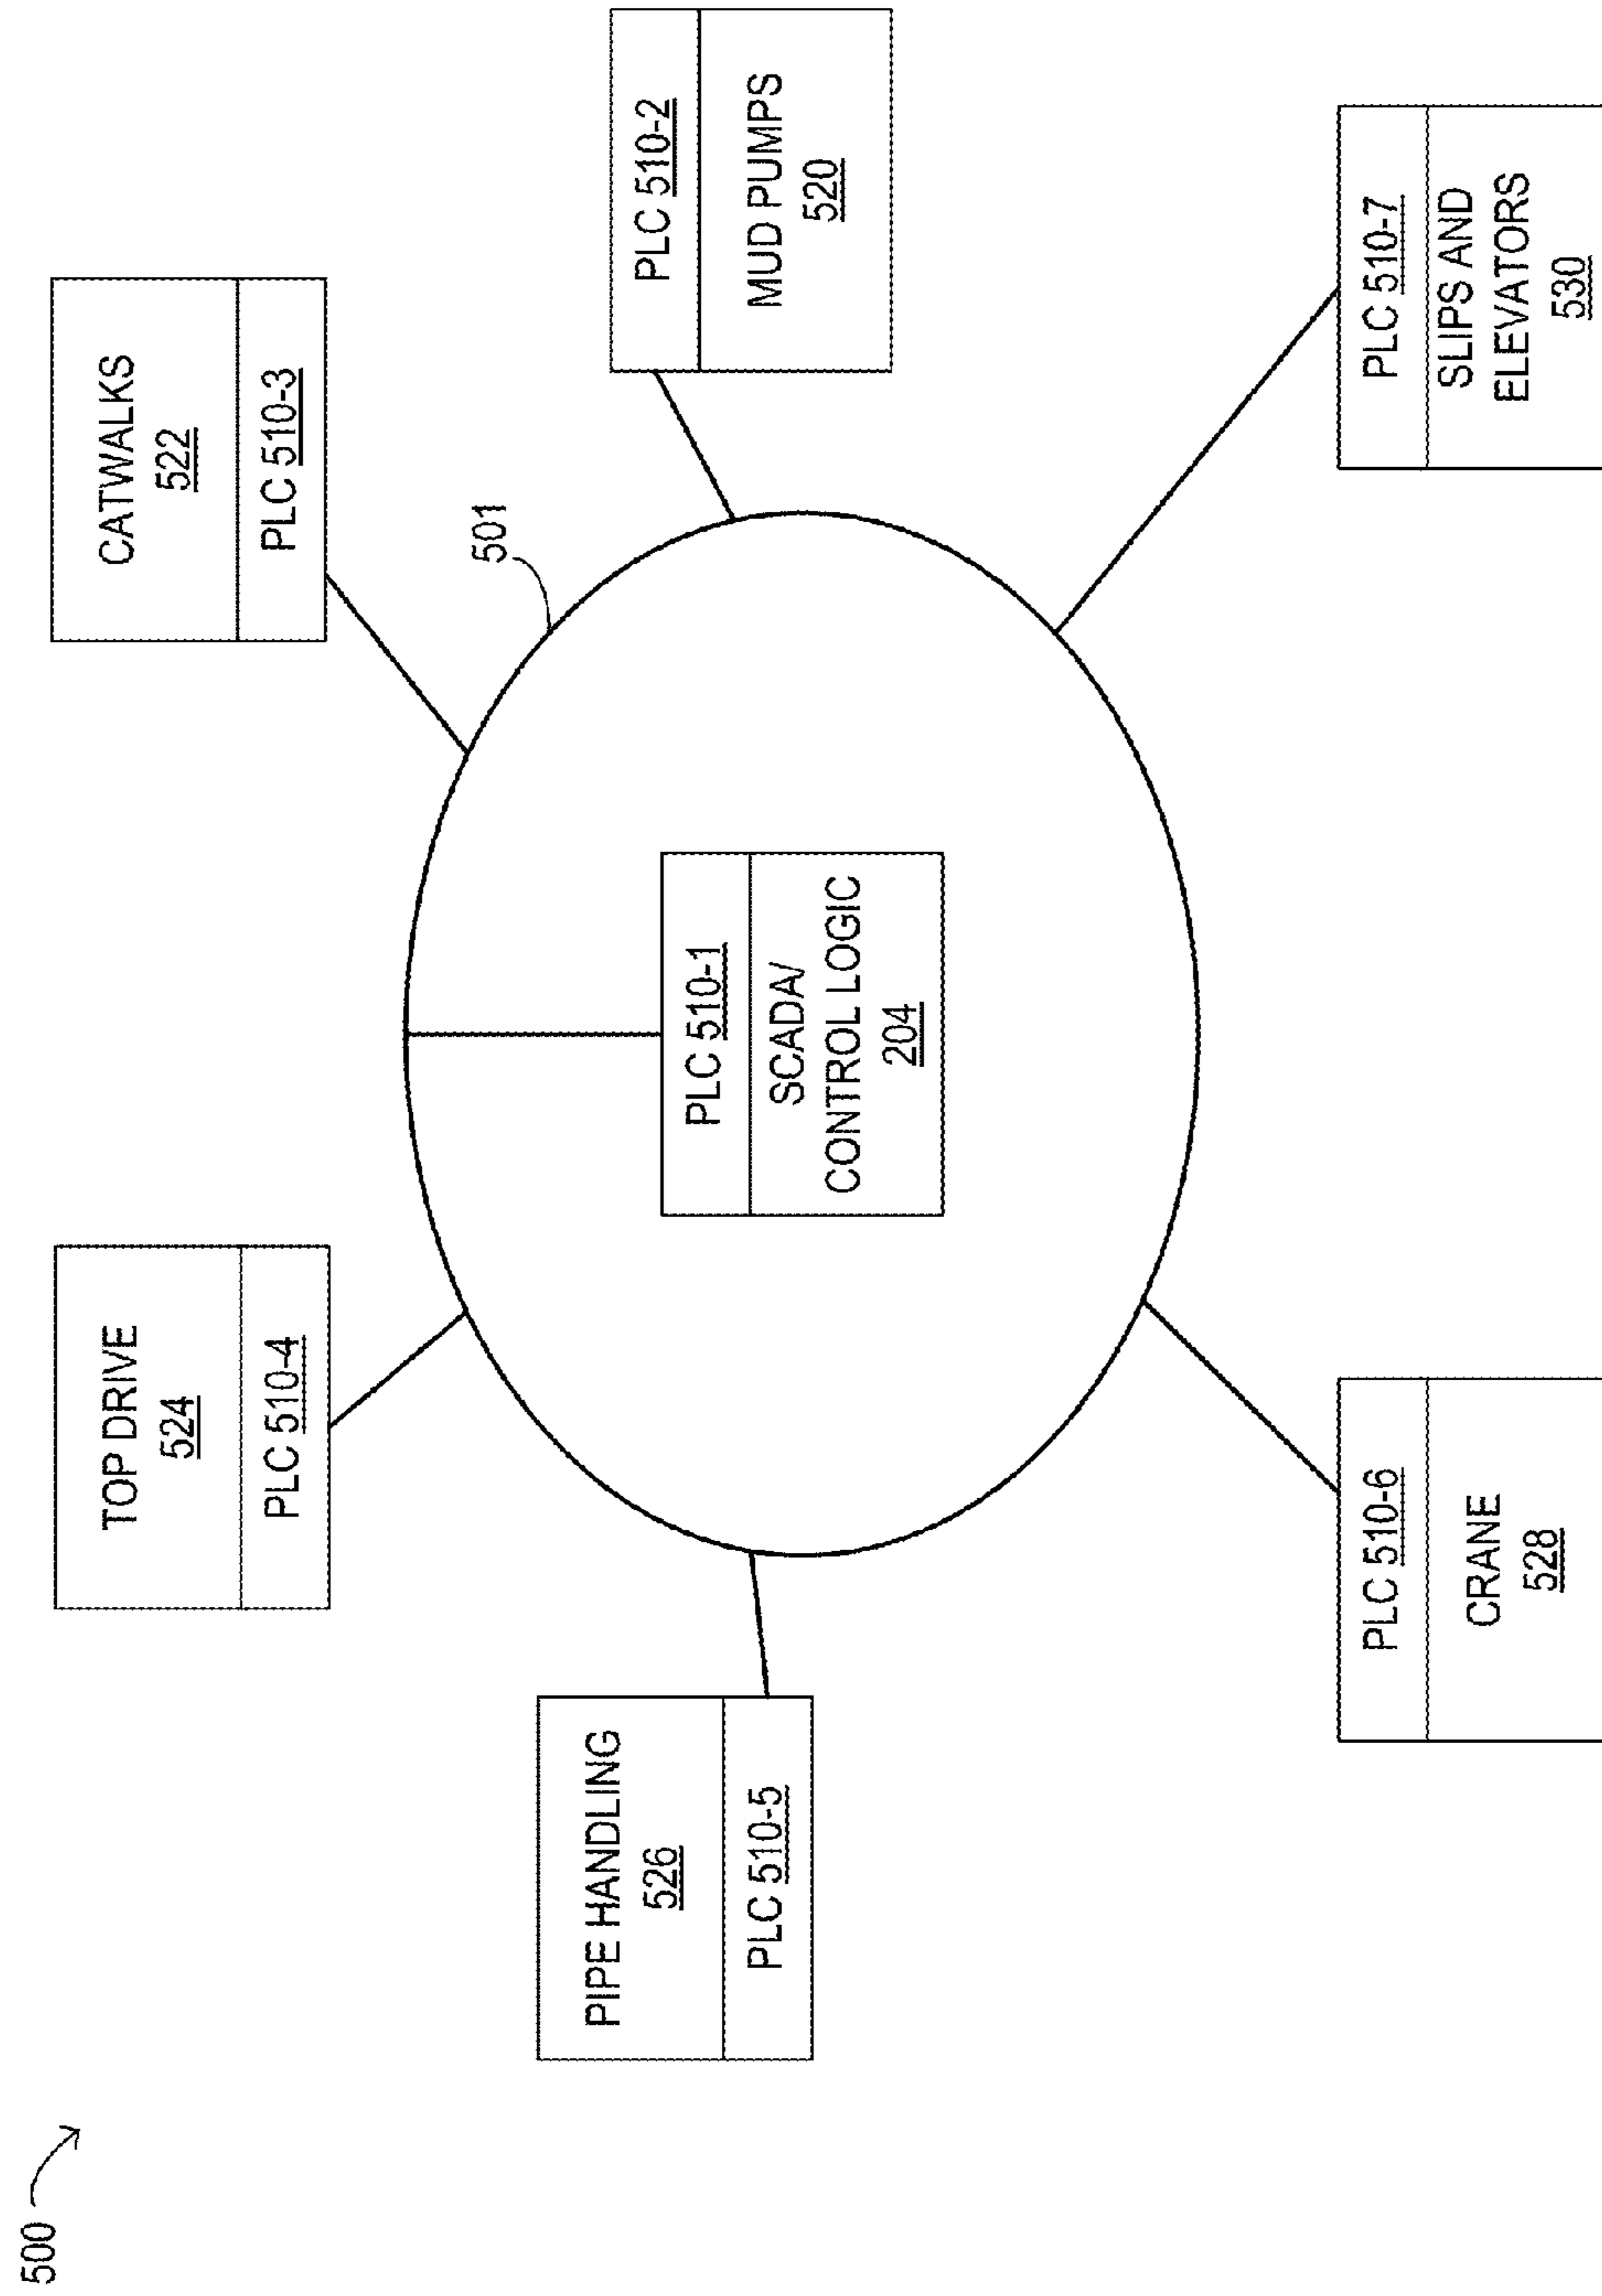 500
TOP DRIVE
524
PLC 510-4
CATWALKS
522
PLC 510-3
501
PIPE HANDLING
526
PLC 510-5
PLC 510-1
SCADA/
CONTROL LOGIC
204
PLC 510-2
MUD PUMPS
520
PLC 510-6
CRANE
528
PLC 510-7
SLIPS AND
ELEVATORS
530